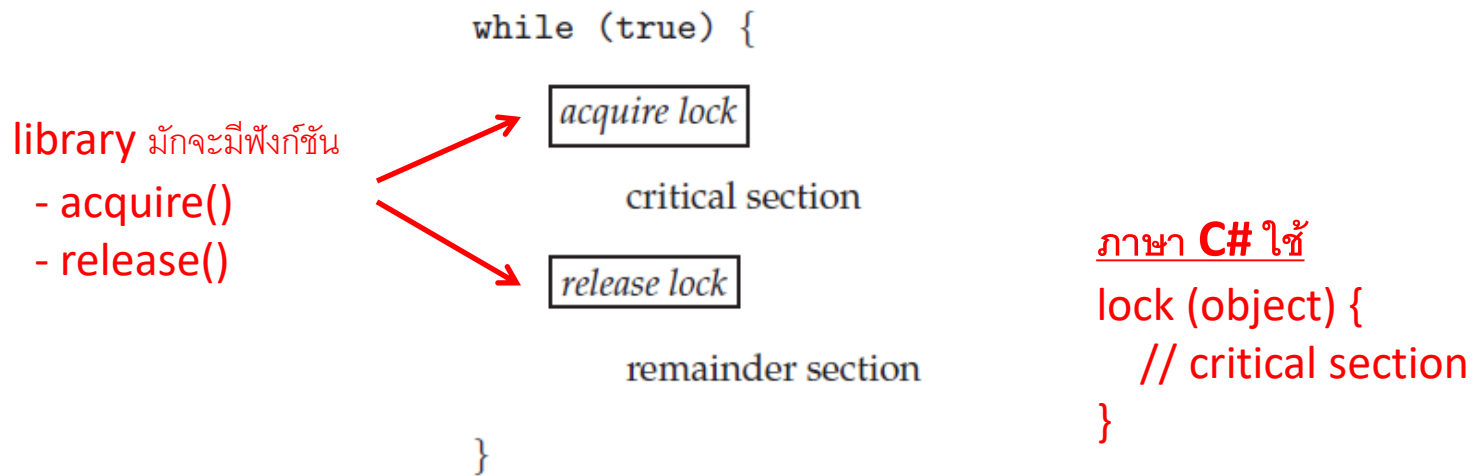 while (true) {
acquire lock
critical section
release lock
remainder section
}
library มักจะมีฟังก์ชัน
- acquire()
- release()
ภาษา C# ใช้
lock (object) {
// critical section
}